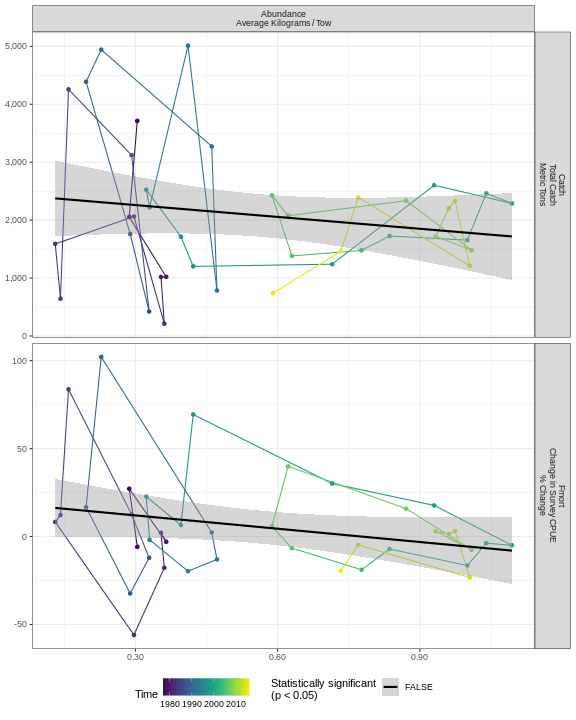 Abundance
Average Kilograms / Tow
5,000
4,000
3,000
2,000
1,000
0
Catch
Total Catch
Metric Tons
100
50
0
-50
Fmort
Change in Survey CPUE
% Change
0.30
0.60
0.90
Time
1980 1990 2000 2010
Statistically significant
(p < 0.05)
FALSE